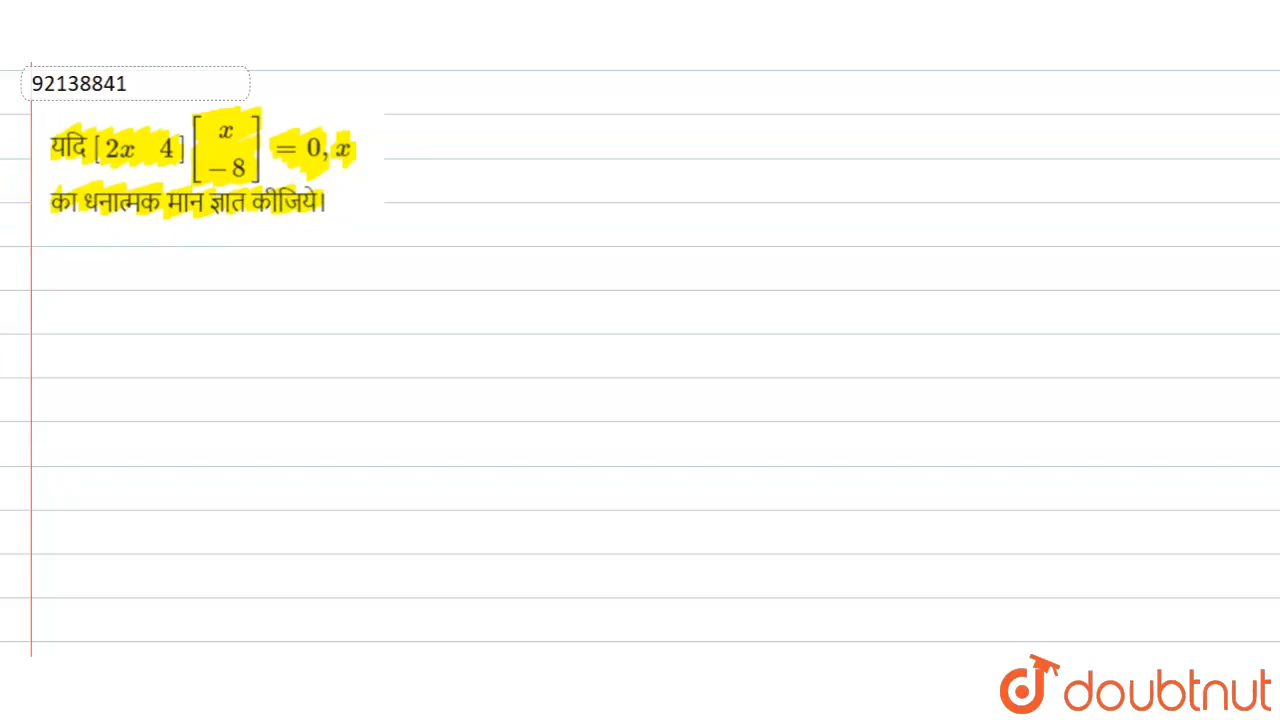 92138841
यदि [2x 4] [x -8] = 0, x
का धनात्मक मान ज्ञात कीजिये।
doubtnut